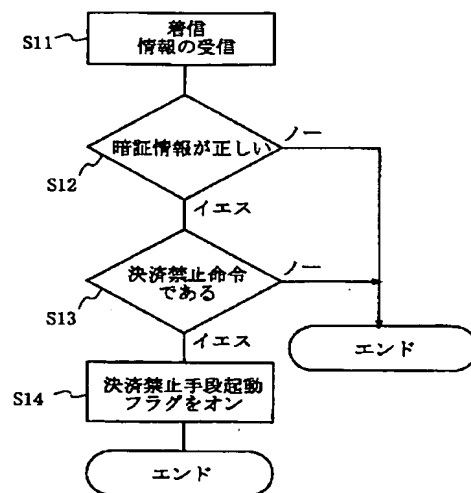 S11
着信
情報の受信
暗証情報が正しい
ノー
S12
イエス
決済禁止命令
である
ノー
S13
イエス
エンド
決済禁止手段起動
フラグをオン
S14
エンド